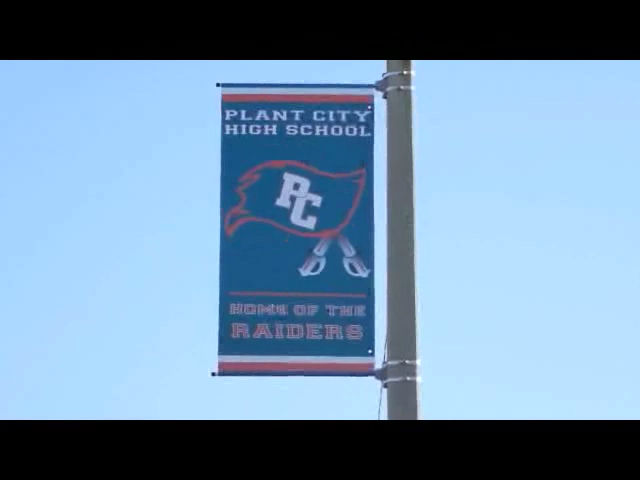 PLANT CITY
HIGH SCHOOL
PC
HOME OF THE
RAIDERS